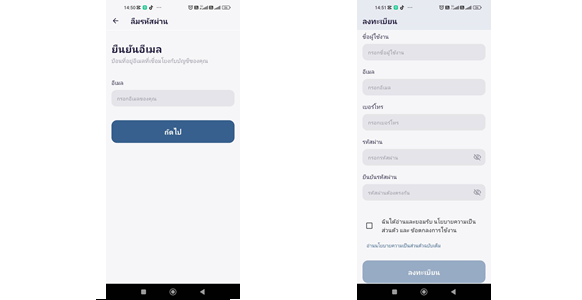 14:50
ลืมรหัสผ่าน
ยืนยันอีเมล
ป้อนที่อยู่อีเมลที่เชื่อมโยงกับบัญชีของคุณ
อีเมล
กรอกอีเมลของคุณ
ถัดไป
14:51
ลงทะเบียน
ชื่อผู้ใช้งาน
กรอกชื่อผู้ใช้งาน
อีเมล
กรอกอีเมล
เบอร์โทร
กรอกเบอร์โทร
รหัสผ่าน
กรอกรหัสผ่าน
ยืนยันรหัสผ่าน
รหัสผ่านต้องตรงกัน
ฉันได้อ่านและยอมรับ นโยบายความเป็น
ส่วนตัว และ ข้อตกลงการใช้งาน
อ่านนโยบายความเป็นส่วนตัวฉบับเต็ม
ลงทะเบียน